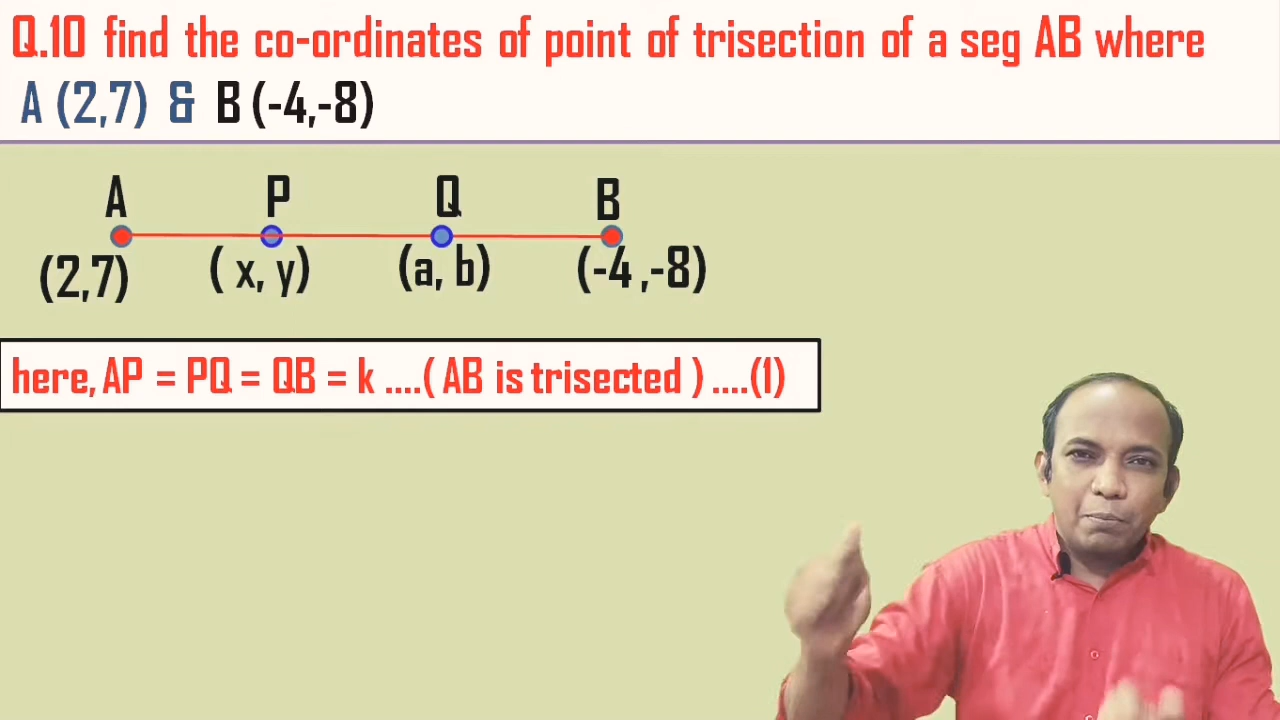 Q.10 find the co-ordinates of point of trisection of a seg AB where
A (2,7) & B (-4,-8)
A P Q B
(2,7) ( x, y) (a, b) (-4 ,-8)
here, AP = PQ = QB = k ....( AB is trisected ) ....(1)